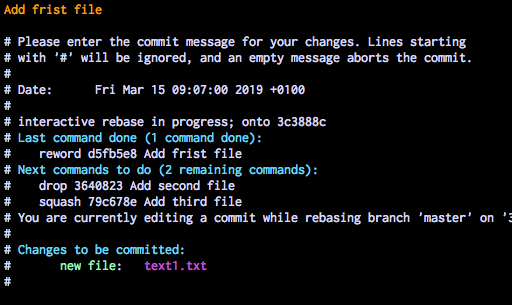 Add frist file
# Please enter the commit message for your changes. Lines starting
# with '#' will be ignored, and an empty message aborts the commit.
#
# Date:      Fri Mar 15 09:07:00 2019 +0100
#
# interactive rebase in progress; onto 3c3888c
# Last command done (1 command done):
#    reword d5fb5e8 Add frist file
# Next commands to do (2 remaining commands):
#    drop 3640823 Add second file
#    squash 79c678e Add third file
# You are currently editing a commit while rebasing branch 'master' on '3
#
# Changes to be committed:
#       new file:   text1.txt
#